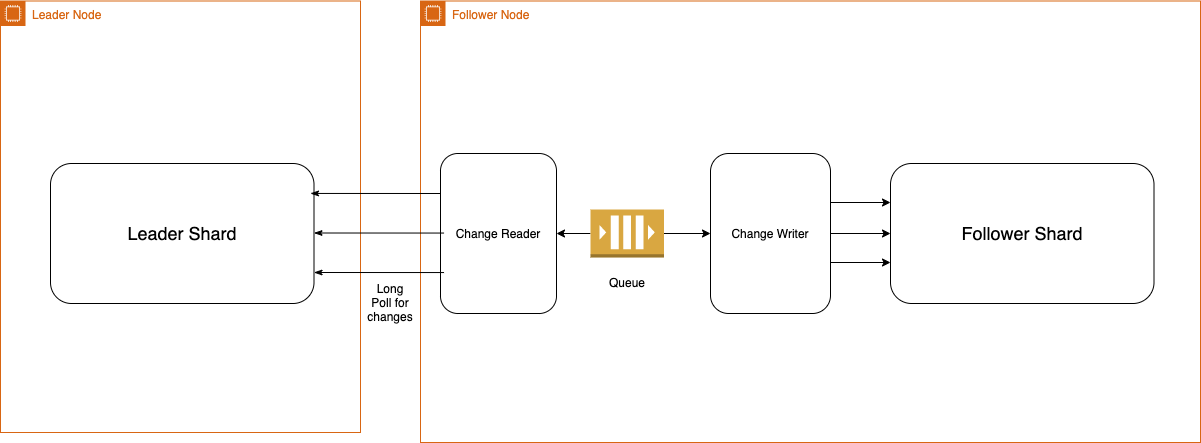 Leader Node
Follower Node
Leader Shard
Long
Poll for
changes
Change Reader
Queue
Change Writer
Follower Shard